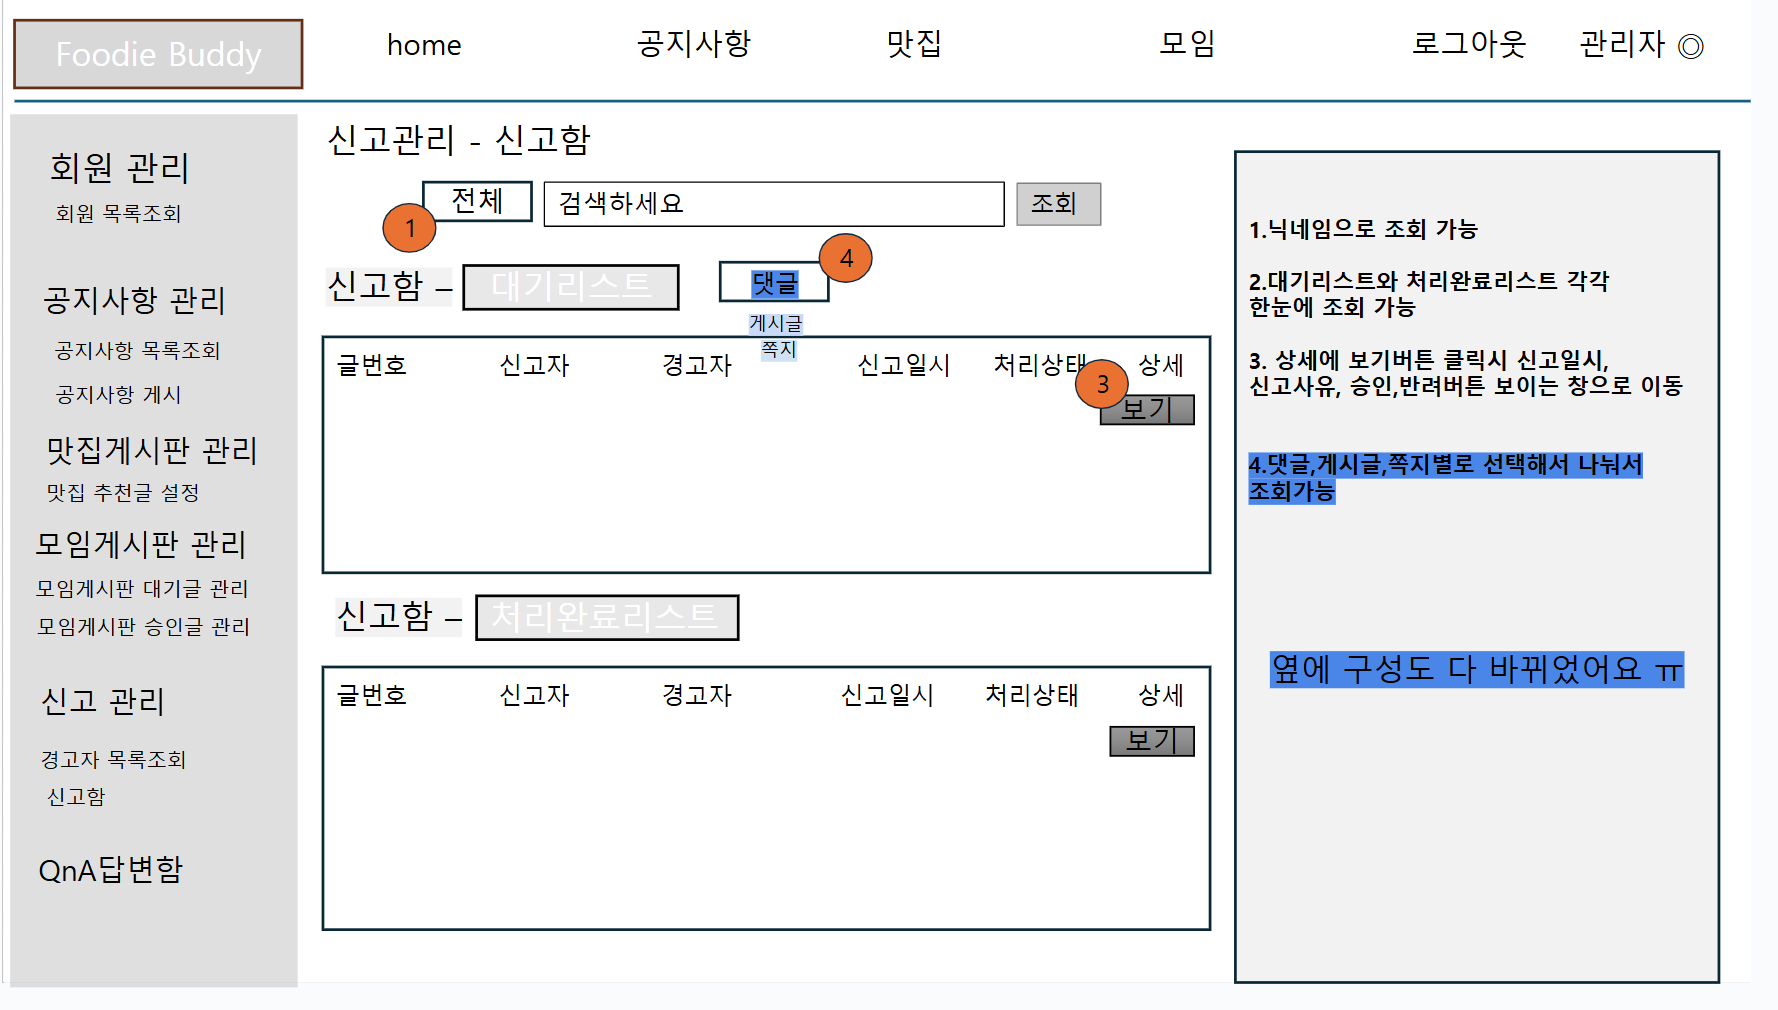 Foodie Buddy
home
공지사항
맛집
모임
로그아웃
관리자 ◎
회원 관리
회원 목록조회
공지사항 관리
공지사항 목록조회
공지사항 게시
맛집게시판 관리
맛집 추천글 설정
모임게시판 관리
모임게시판 대기글 관리
모임게시판 승인글 관리
신고 관리
경고자 목록조회
신고함
QnA답변함
신고관리 - 신고함
1
전체
검색하세요
조회
신고함 –
대기리스트
댓글
4
게시글
쪽지
글번호
신고자
경고자
신고일시
처리상태
상세
3
보기
신고함 –
처리완료리스트
글번호
신고자
경고자
신고일시
처리상태
상세
보기
1.닉네임으로 조회 가능
2.대기리스트와 처리완료리스트 각각
한눈에 조회 가능
3. 상세에 보기버튼 클릭시 신고일시,
신고사유, 승인,반려버튼 보이는 창으로 이동
4.댓글,게시글,쪽지별로 선택해서 나눠서
조회가능
옆에 구성도 다 바뀌었어요 ㅠ